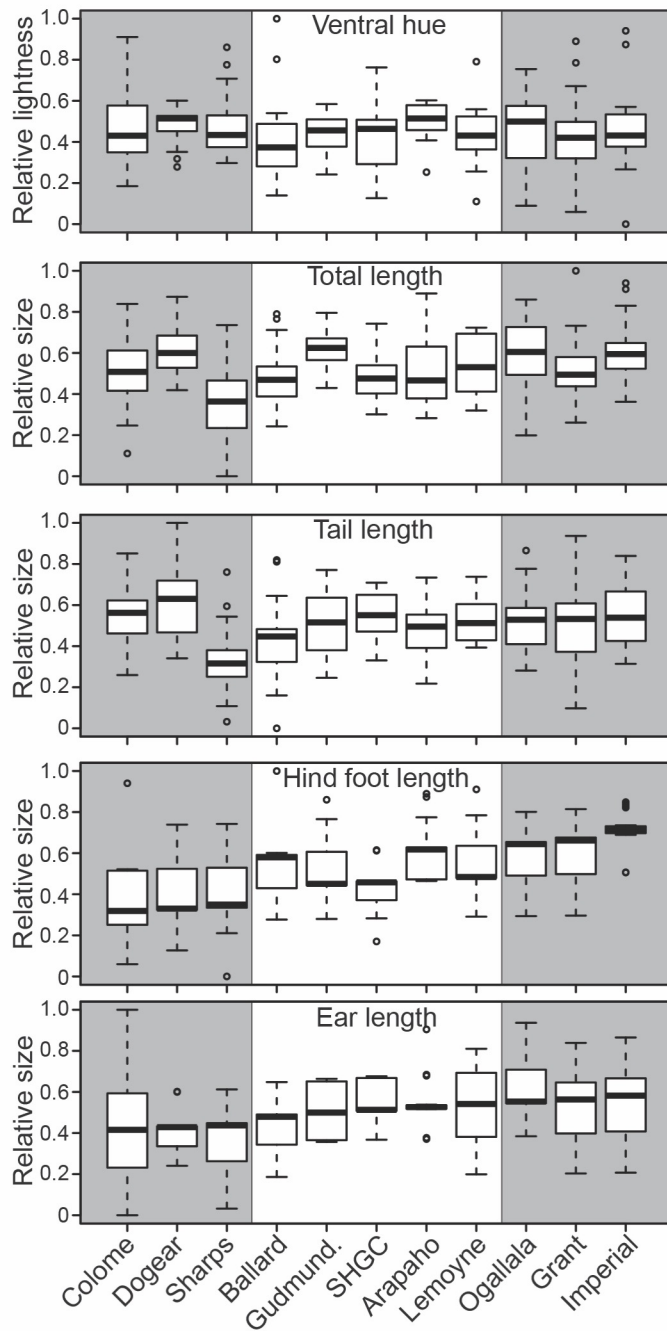 Ventral hue
Relative lightness
1.0
0.8
0.6
0.4
0.2
0
Total length
Relative size
1.0
0.8
0.6
0.4
0.2
0
Tail length
Relative size
1.0
0.8
0.6
0.4
0.2
0
Hind foot length
Relative size
1.0
0.8
0.6
0.4
0.2
0
Ear length
Relative size
1.0
0.8
0.6
0.4
0.2
0
Colome
Dogear
Sharps
Ballard
Gudmund.
SHGC
Arapaho
Lemoyne
Ogallala
Grant
Imperial